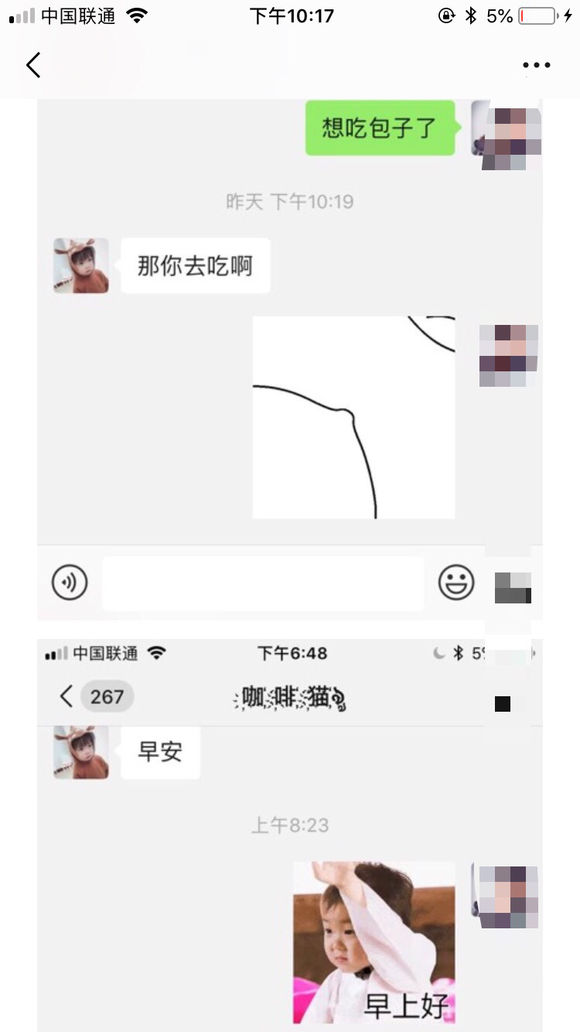 中国联通
下午10:17
5%
想吃包子了
昨天 下午10:19
那你去吃啊
中国联通
下午6:48
5
267
咖啡猫
早安
上午8:23
早上好